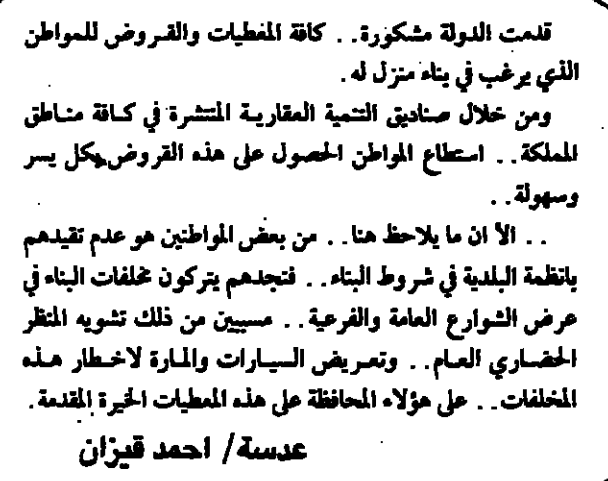 قدمت الدولة مشكورة.. كافة المعطيات والقروض للمواطن
الذي يرغب في بناء منزل له.
ومن خلال صناديق التنمية العقارية المنتشرة في كافة مناطق
المملكة.. استطاع المواطن الحصول على هذه القروض بكل يسر
وسهولة..
.. الا ان ما يلاحظ هنا.. من بعض المواطنين هو عدم تقيدهم
بانظمة البلدية في شروط البناء.. فتجدهم يتركون مخلفات البناء في
عرض الشوارع العامة والفرعية.. مسببين من ذلك تشويه المنظر
الحضاري العام.. وتعريض السيارات والمارة لاخطار هذه
المخلفات.. على هؤلاء المحافظة على هذه المعطيات الخيرة المقدمة.
عدسة/ احمد قيزان